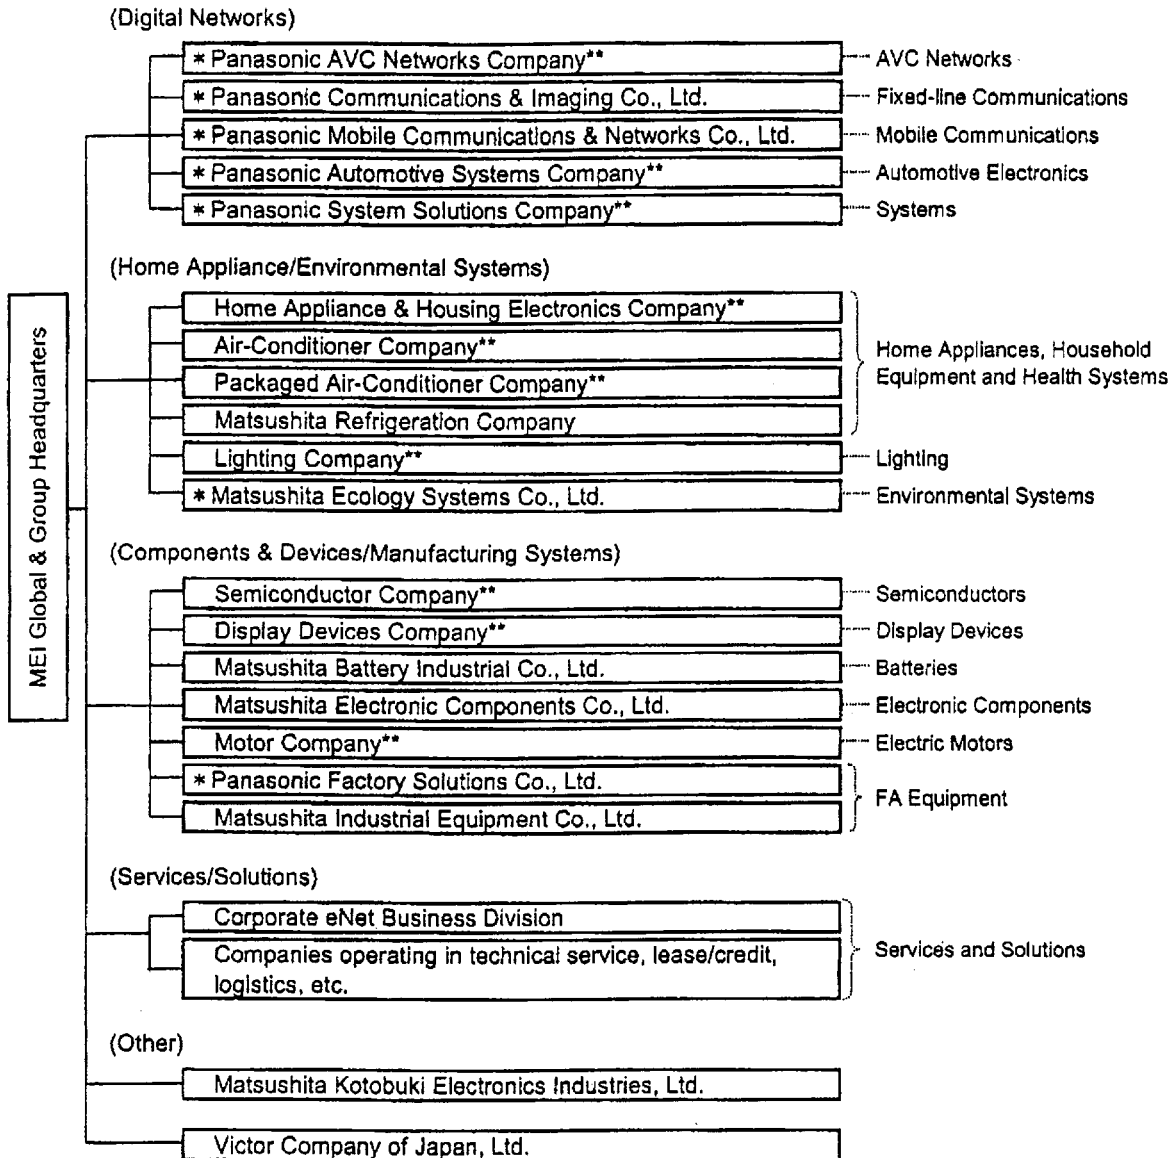 (Digital Networks)
* Panasonic AVC Networks Company** AVC Networks
* Panasonic Communications & Imaging Co., Ltd. Fixed-line Communications
* Panasonic Mobile Communications & Networks Co., Ltd. Mobile Communications
* Panasonic Automotive Systems Company** Automotive Electronics
* Panasonic System Solutions Company** Systems
(Home Appliance/Environmental Systems)
Home Appliance & Housing Electronics Company**
Air-Conditioner Company**
Packaged Air-Conditioner Company**
Matsushita Refrigeration Company
Home Appliances, Household
Equipment and Health Systems
Lighting Company** Lighting
* Matsushita Ecology Systems Co., Ltd. Environmental Systems
MEI Global & Group Headquarters
(Components & Devices/Manufacturing Systems)
Semiconductor Company** Semiconductors
Display Devices Company** Display Devices
Matsushita Battery Industrial Co., Ltd. Batteries
Matsushita Electronic Components Co., Ltd. Electronic Components
Motor Company** Electric Motors
* Panasonic Factory Solutions Co., Ltd.
Matsushita Industrial Equipment Co., Ltd.
FA Equipment
(Services/Solutions)
Corporate eNet Business Division
Companies operating in technical service, lease/credit,
logistics, etc.
Services and Solutions
(Other)
Matsushita Kotobuki Electronics Industries, Ltd.
Victor Company of Japan, Ltd.